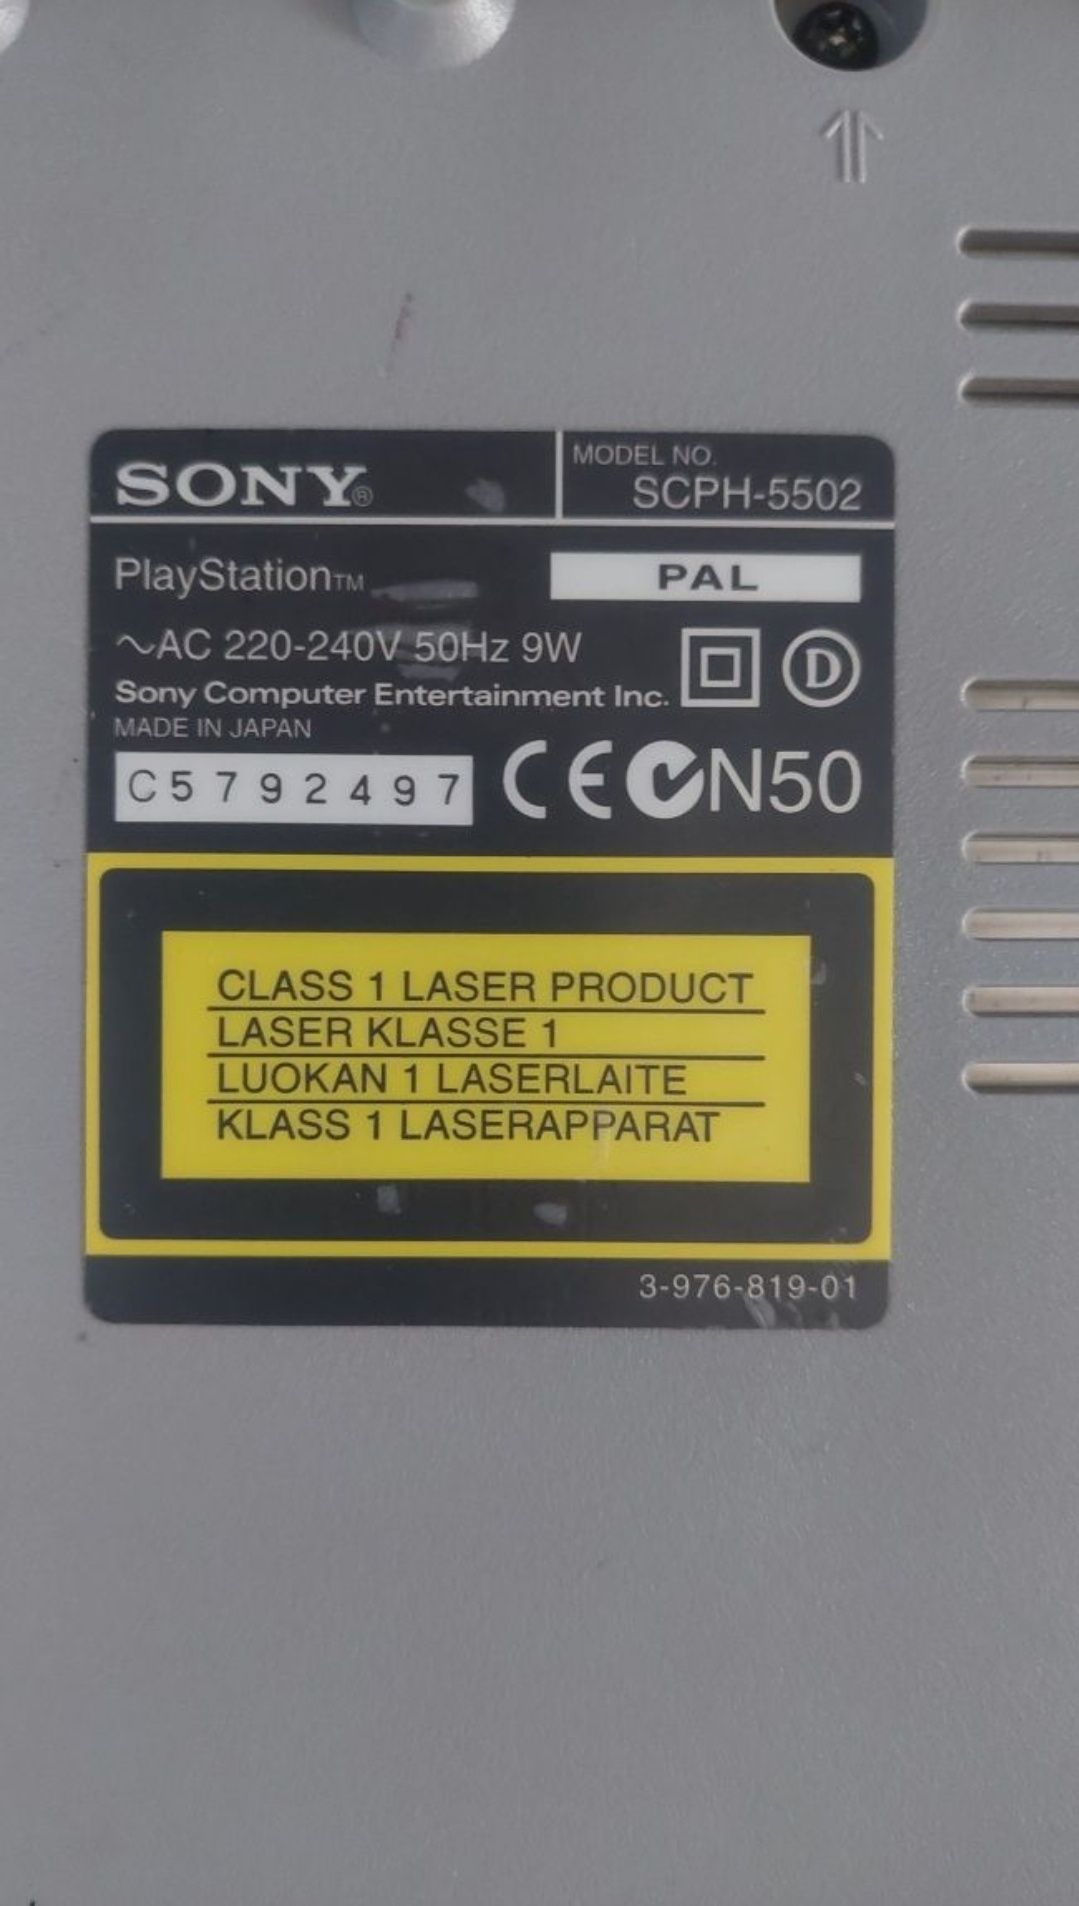 SONY®
MODEL NO.
SCPH-5502
PlayStation™
PAL
~AC 220-240V 50Hz 9W
D
Sony Computer Entertainment Inc.
MADE IN JAPAN
C5792497
CE N50
CLASS 1 LASER PRODUCT
LASER KLASSE 1
LUOKAN 1 LASERLAITE
KLASS 1 LASERAPPARAT
3-976-819-01